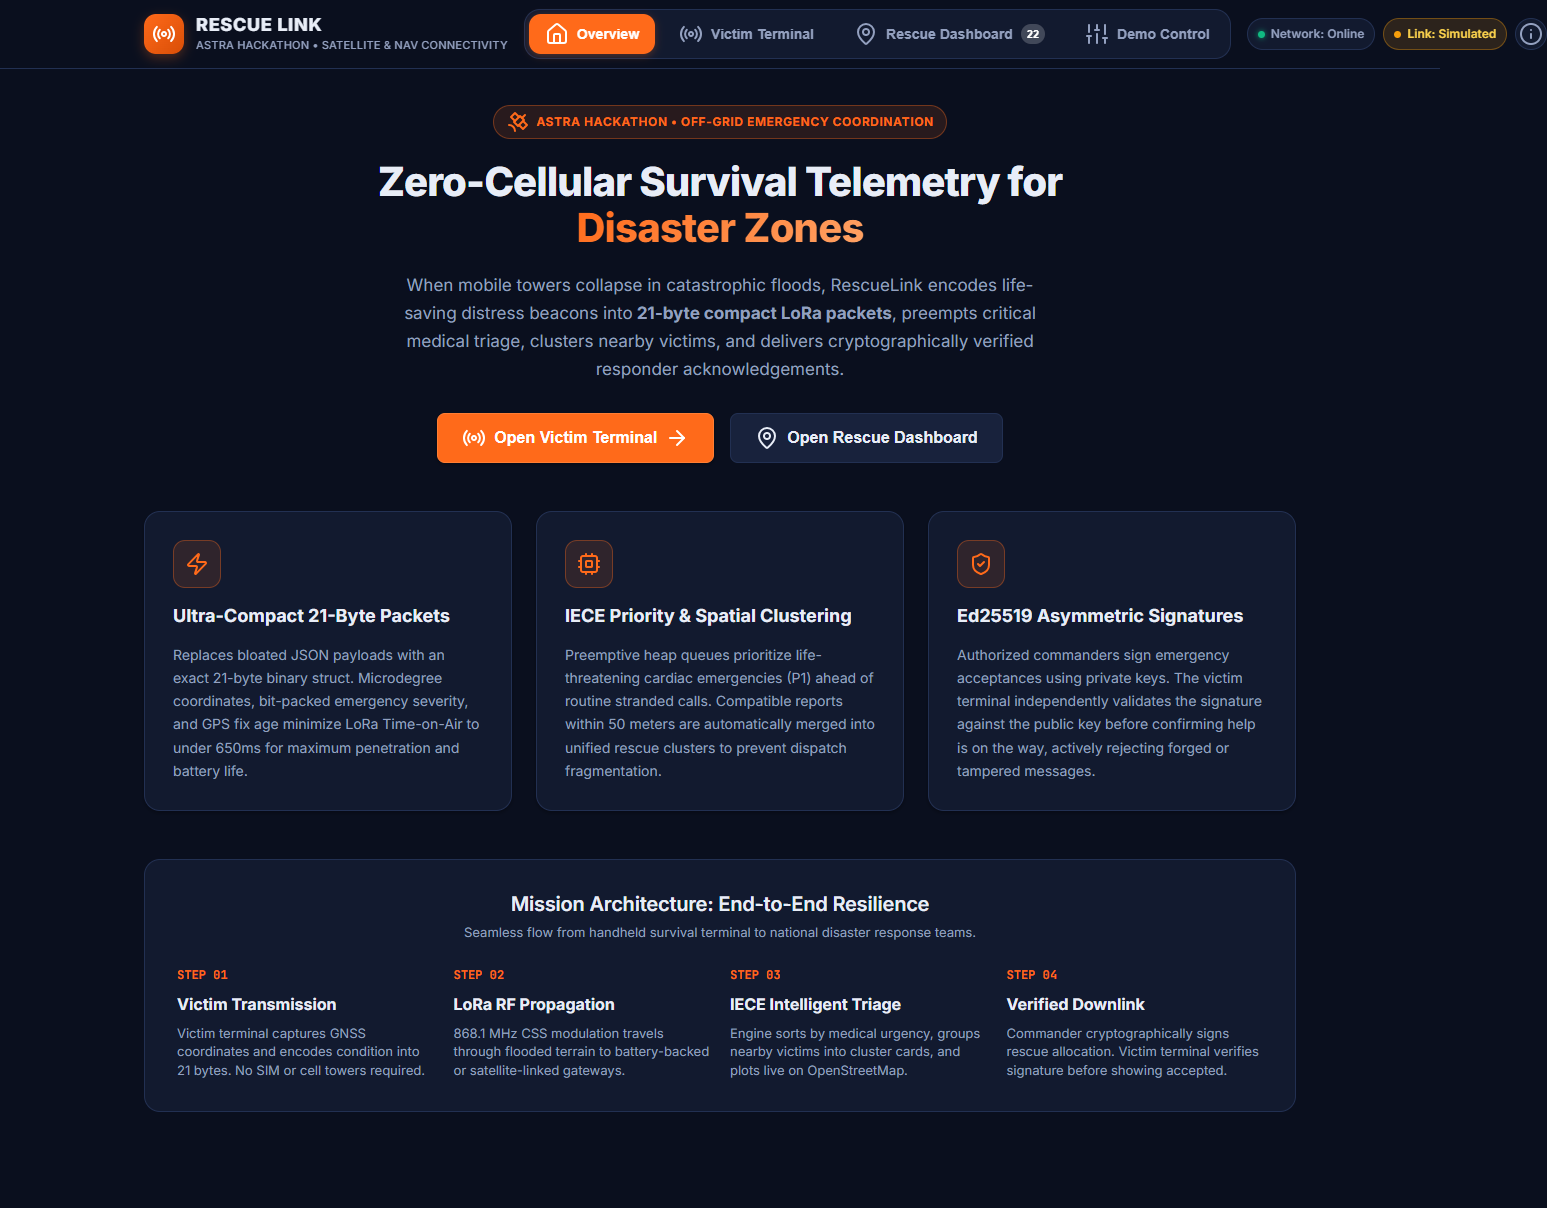 RESCUE LINK
ASTRA HACKATHON • SATELLITE & NAV CONNECTIVITY
Overview
Victim Terminal
Rescue Dashboard 22
Demo Control
Network: Online
Link: Simulated
ASTRA HACKATHON • OFF-GRID EMERGENCY COORDINATION
Zero-Cellular Survival Telemetry for
Disaster Zones
When mobile towers collapse in catastrophic floods, RescueLink encodes life-
saving distress beacons into 21-byte compact LoRa packets, preempts critical
medical triage, clusters nearby victims, and delivers cryptographically verified
responder acknowledgements.
Open Victim Terminal
Open Rescue Dashboard
Ultra-Compact 21-Byte Packets
Replaces bloated JSON payloads with an
exact 21-byte binary struct. Microdegree
coordinates, bit-packed emergency severity,
and GPS fix age minimize LoRa Time-on-Air to
under 650ms for maximum penetration and
battery life.
IECE Priority & Spatial Clustering
Preemptive heap queues prioritize life-
threatening cardiac emergencies (P1) ahead of
routine stranded calls. Compatible reports
within 50 meters are automatically merged into
unified rescue clusters to prevent dispatch
fragmentation.
Ed25519 Asymmetric Signatures
Authorized commanders sign emergency
acceptances using private keys. The victim
terminal independently validates the signature
against the public key before confirming help
is on the way, actively rejecting forged or
tampered messages.
Mission Architecture: End-to-End Resilience
Seamless flow from handheld survival terminal to national disaster response teams.
STEP 01
Victim Transmission
Victim terminal captures GNSS
coordinates and encodes condition into
21 bytes. No SIM or cell towers required.
STEP 02
LoRa RF Propagation
868.1 MHz CSS modulation travels
through flooded terrain to battery-backed
or satellite-linked gateways.
STEP 03
IECE Intelligent Triage
Engine sorts by medical urgency, groups
nearby victims into cluster cards, and
plots live on OpenStreetMap.
STEP 04
Verified Downlink
Commander cryptographically signs
rescue allocation. Victim terminal verifies
signature before showing accepted.